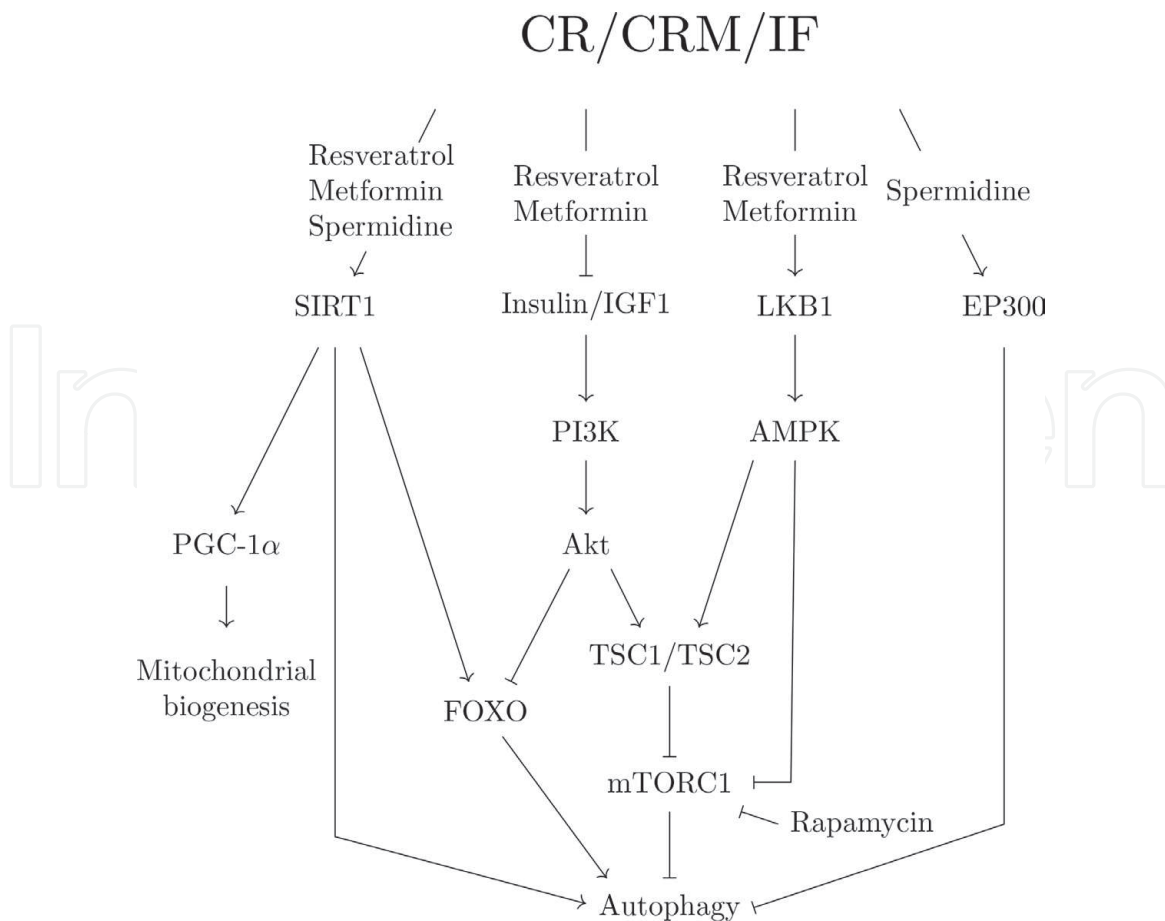 CR/CRM/IF
Resveratrol
Metformin
Spermidine
Resveratrol
Metformin
Resveratrol
Metformin
Spermidine
SIRT1
Insulin/IGF1
LKB1
EP300
PI3K
AMPK
PGC-1α
Akt
TSC1/TSC2
Mitochondrial
biogenesis
FOXO
mTORC1
Rapamycin
Autophagy